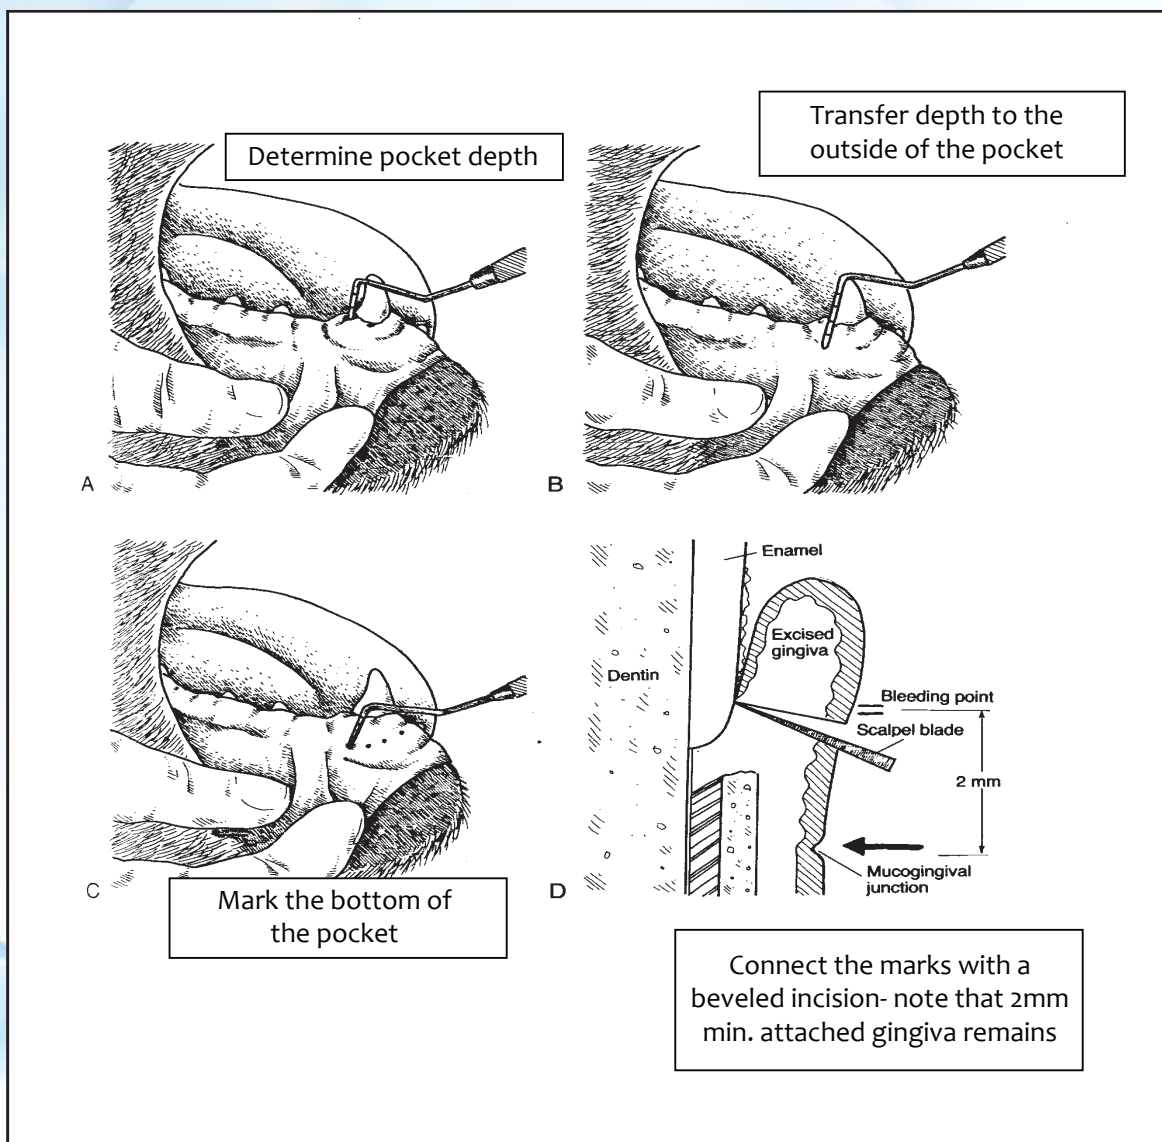 Determine pocket depth
Transfer depth to the
outside of the pocket
A
B
C
Mark the bottom of
the pocket
D
Enamel
Excised
gingiva
Dentin
Bleeding point
Scalpel blade
2 mm
Mucogingival
junction
Connect the marks with a
beveled incision- note that 2mm
min. attached gingiva remains